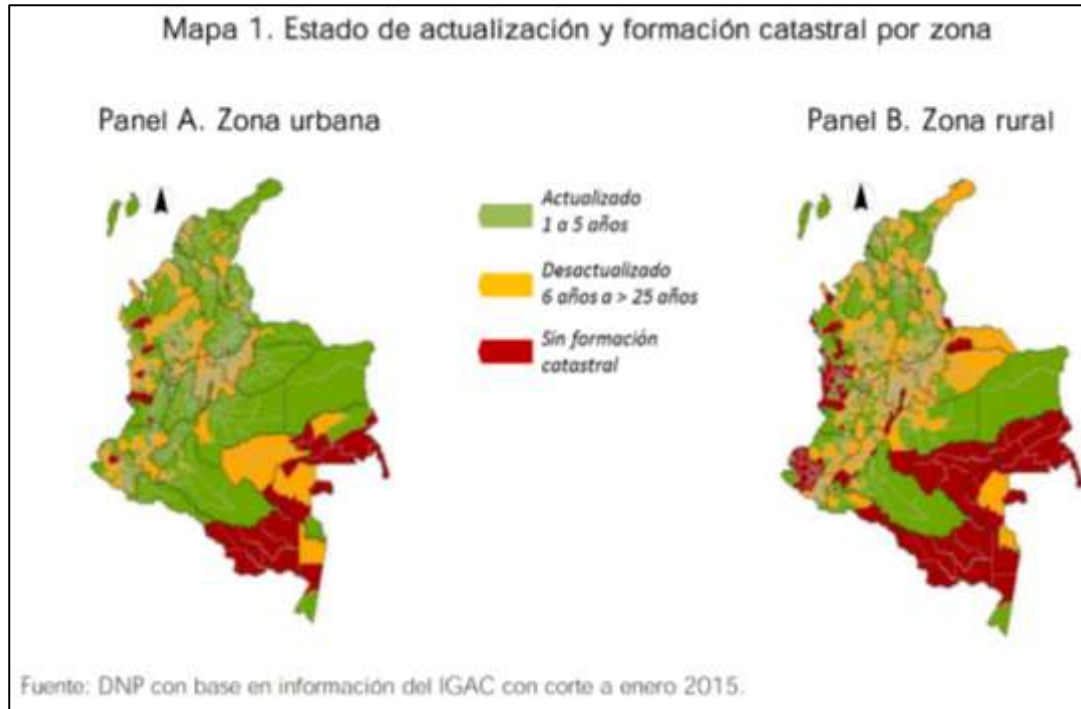 Mapa 1. Estado de actualización y formación catastral por zona
Panel A. Zona urbana
Panel B. Zona rural
Actualizado
1 a 5 años
Desactualizado
6 años a > 25 años
Sin formación
catastral
Fuente: DNP con base en información del IGAC con corte a enero 2015.